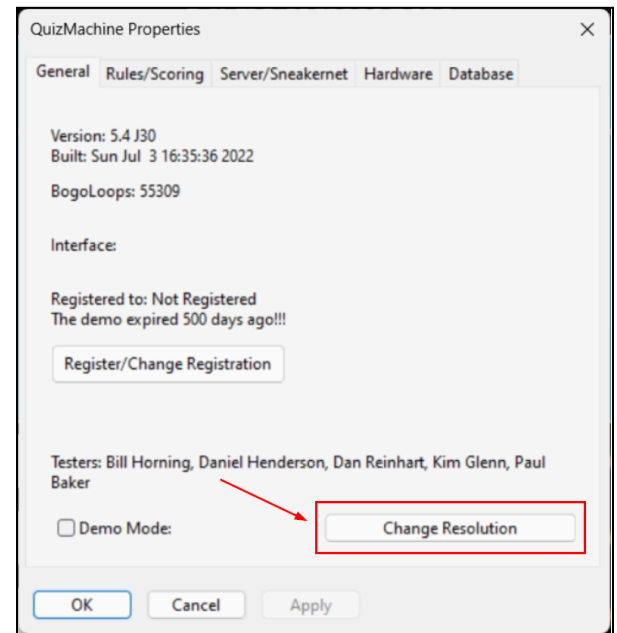 QuizMachine Properties
General Rules/Scoring Server/Sneakernet Hardware Database
Version: 5.4 J30
Built: Sun Jul  3 16:35:36 2022
BogoLoops: 55309
Interface:
Registered to: Not Registered
The demo expired 500 days ago!!!
Register/Change Registration
Testers: Bill Horning, Daniel Henderson, Dan Reinhart, Kim Glenn, Paul
Baker
Demo Mode: Change Resolution
OK Cancel Apply